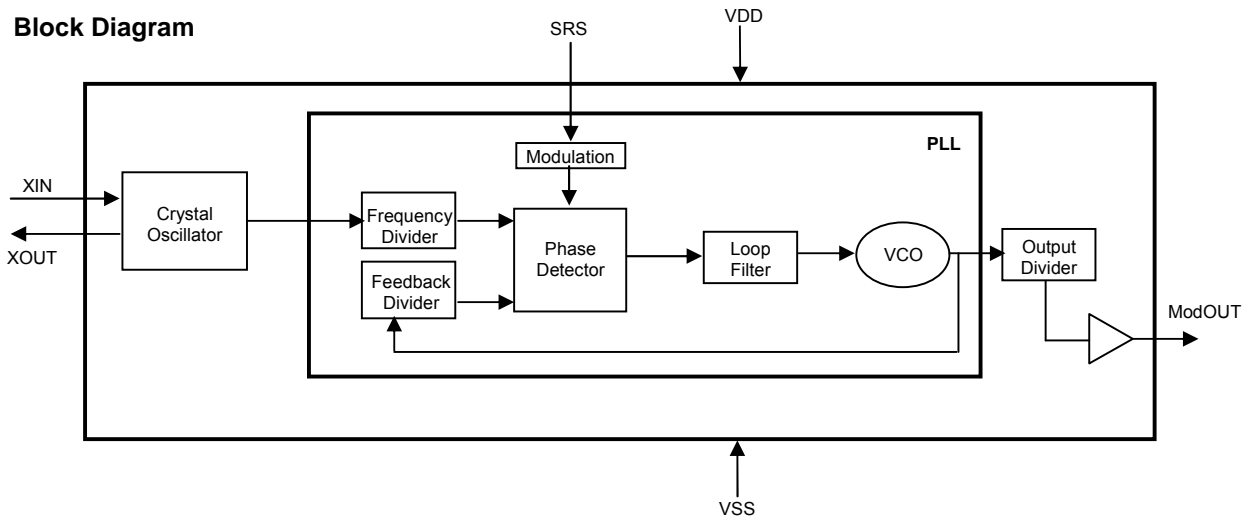 Block Diagram
SRS
VDD
PLL
Modulation
XIN
XOUT
Crystal
Oscillator
Frequency
Divider
Feedback
Divider
Phase
Detector
Loop
Filter
VCO
Output
Divider
ModOUT
VSS